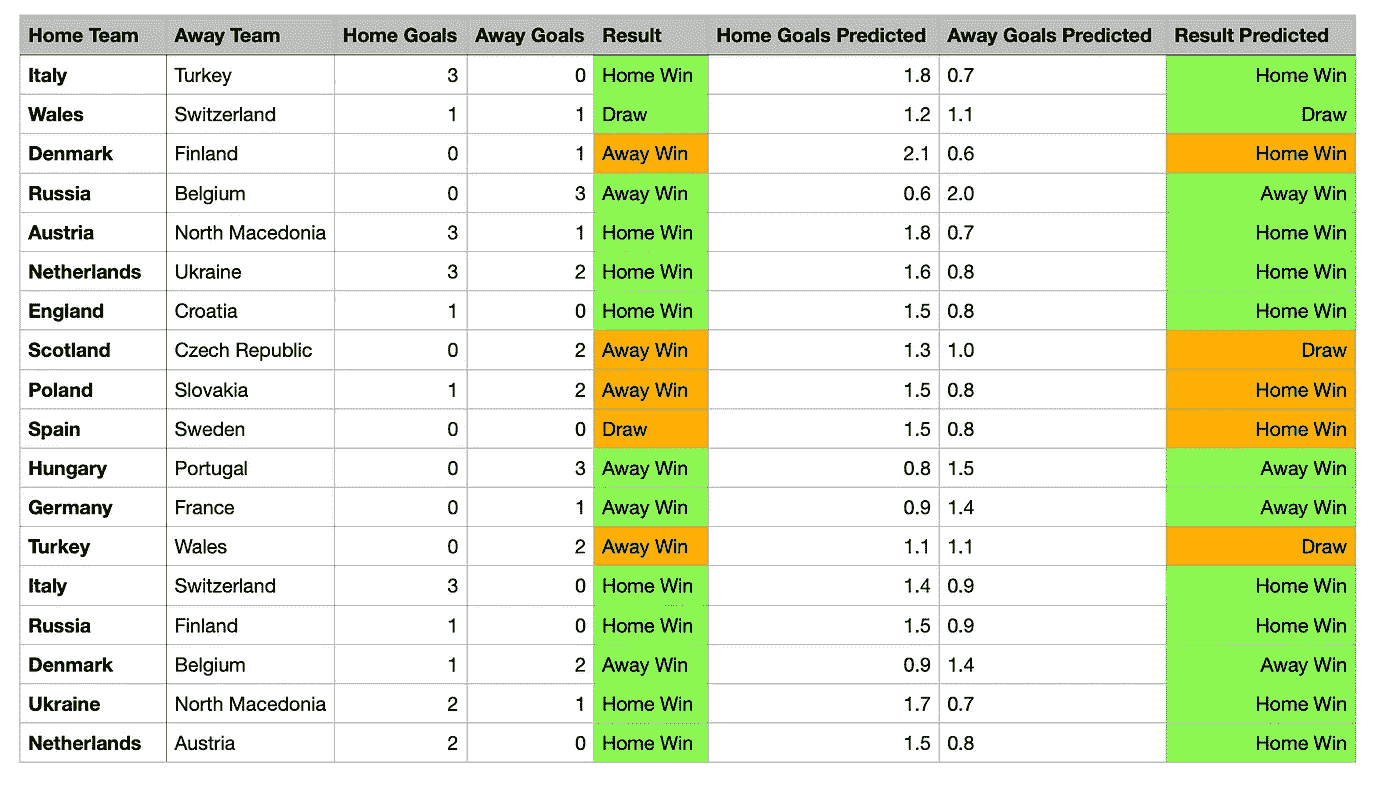 Home Team Away Team Home Goals Away Goals Result Home Goals Predicted Away Goals Predicted Result Predicted
Italy Turkey 3 0 Home Win 1.8 0.7 Home Win
Wales Switzerland 1 1 Draw 1.2 1.1 Draw
Denmark Finland 0 1 Away Win 2.1 0.6 Home Win
Russia Belgium 0 3 Away Win 0.6 2.0 Away Win
Austria North Macedonia 3 1 Home Win 1.8 0.7 Home Win
Netherlands Ukraine 3 2 Home Win 1.6 0.8 Home Win
England Croatia 1 0 Home Win 1.5 0.8 Home Win
Scotland Czech Republic 0 2 Away Win 1.3 1.0 Draw
Poland Slovakia 1 2 Away Win 1.5 0.8 Home Win
Spain Sweden 0 0 Draw 1.5 0.8 Home Win
Hungary Portugal 0 3 Away Win 0.8 1.5 Away Win
Germany France 0 1 Away Win 0.9 1.4 Away Win
Turkey Wales 0 2 Away Win 1.1 1.1 Draw
Italy Switzerland 3 0 Home Win 1.4 0.9 Home Win
Russia Finland 1 0 Home Win 1.5 0.9 Home Win
Denmark Belgium 1 2 Away Win 0.9 1.4 Away Win
Ukraine North Macedonia 2 1 Home Win 1.7 0.7 Home Win
Netherlands Austria 2 0 Home Win 1.5 0.8 Home Win